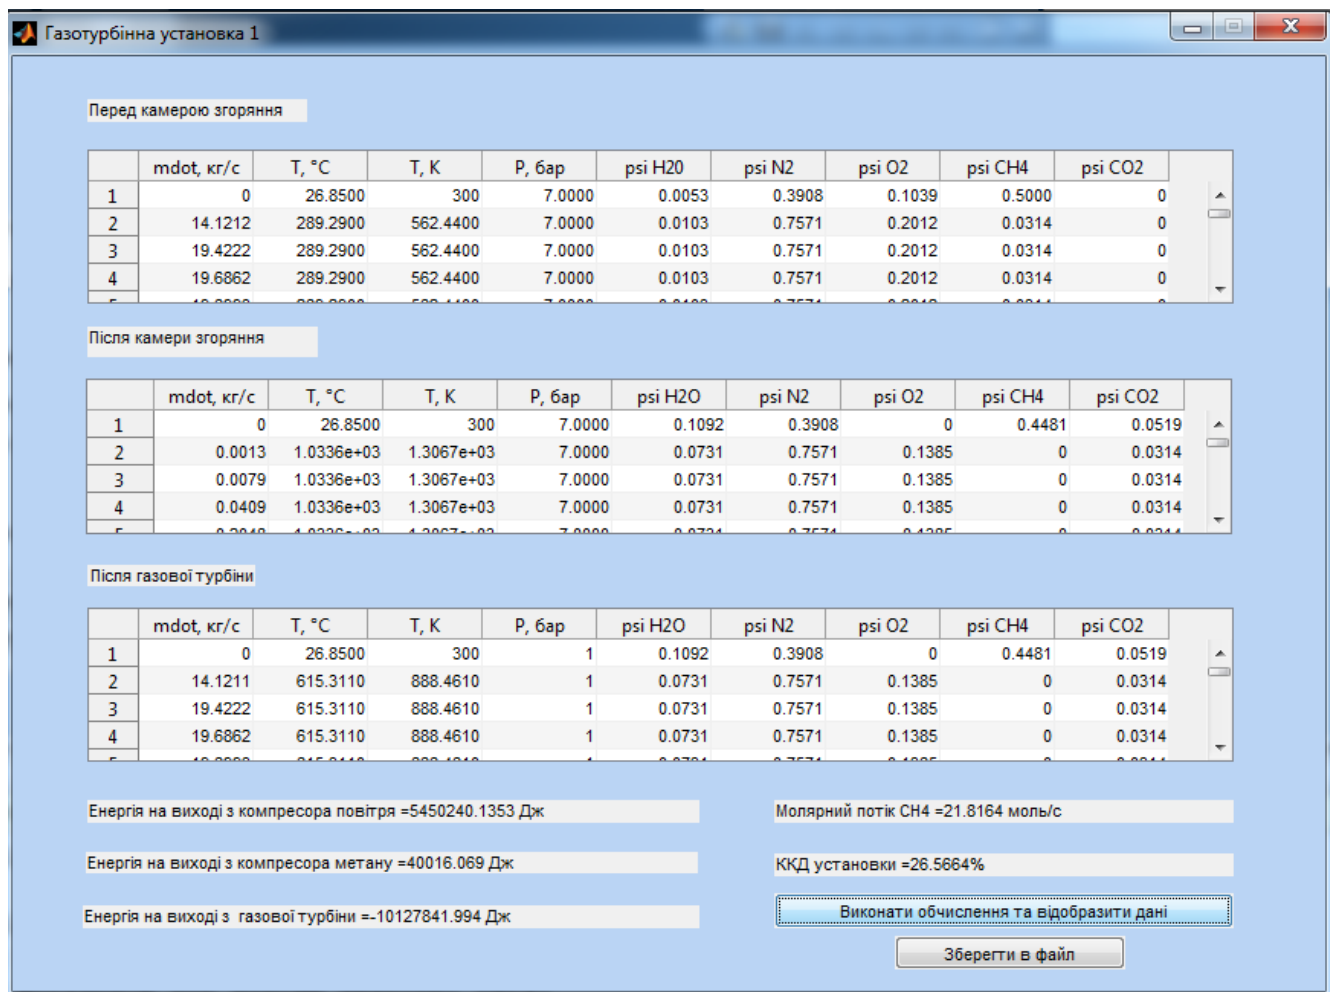 Газотурбінна установка 1
Перед камерою згоряння
mdot, кг/с T, °C T, K P, бар psi H20 psi N2 psi O2 psi CH4 psi CO2
1 0 26.8500 300 7.0000 0.0053 0.3908 0.1039 0.5000 0
2 14.1212 289.2900 562.4400 7.0000 0.0103 0.7571 0.2012 0.0314 0
3 19.4222 289.2900 562.4400 7.0000 0.0103 0.7571 0.2012 0.0314 0
4 19.6862 289.2900 562.4400 7.0000 0.0103 0.7571 0.2012 0.0314 0
Після камери згоряння
mdot, кг/с T, °C T, K P, бар psi H2O psi N2 psi O2 psi CH4 psi CO2
1 0 26.8500 300 7.0000 0.1092 0.3908 0 0.4481 0.0519
2 0.0013 1.0336e+03 1.3067e+03 7.0000 0.0731 0.7571 0.1385 0 0.0314
3 0.0079 1.0336e+03 1.3067e+03 7.0000 0.0731 0.7571 0.1385 0 0.0314
4 0.0409 1.0336e+03 1.3067e+03 7.0000 0.0731 0.7571 0.1385 0 0.0314
Після газової турбіни
mdot, кг/с T, °C T, K P, бар psi H2O psi N2 psi O2 psi CH4 psi CO2
1 0 26.8500 300 1 0.1092 0.3908 0 0.4481 0.0519
2 14.1211 615.3110 888.4610 1 0.0731 0.7571 0.1385 0 0.0314
3 19.4222 615.3110 888.4610 1 0.0731 0.7571 0.1385 0 0.0314
4 19.6862 615.3110 888.4610 1 0.0731 0.7571 0.1385 0 0.0314
Енергія на виході з компресора повітря =5450240.1353 Дж
Молярний потік CH4 =21.8164 моль/с
Енергія на виході з компресора метану =40016.069 Дж
ККД установки =26.5664%
Енергія на виході з газової турбіни =-10127841.994 Дж
Виконати обчислення та відобразити дані
Зберегти в файл